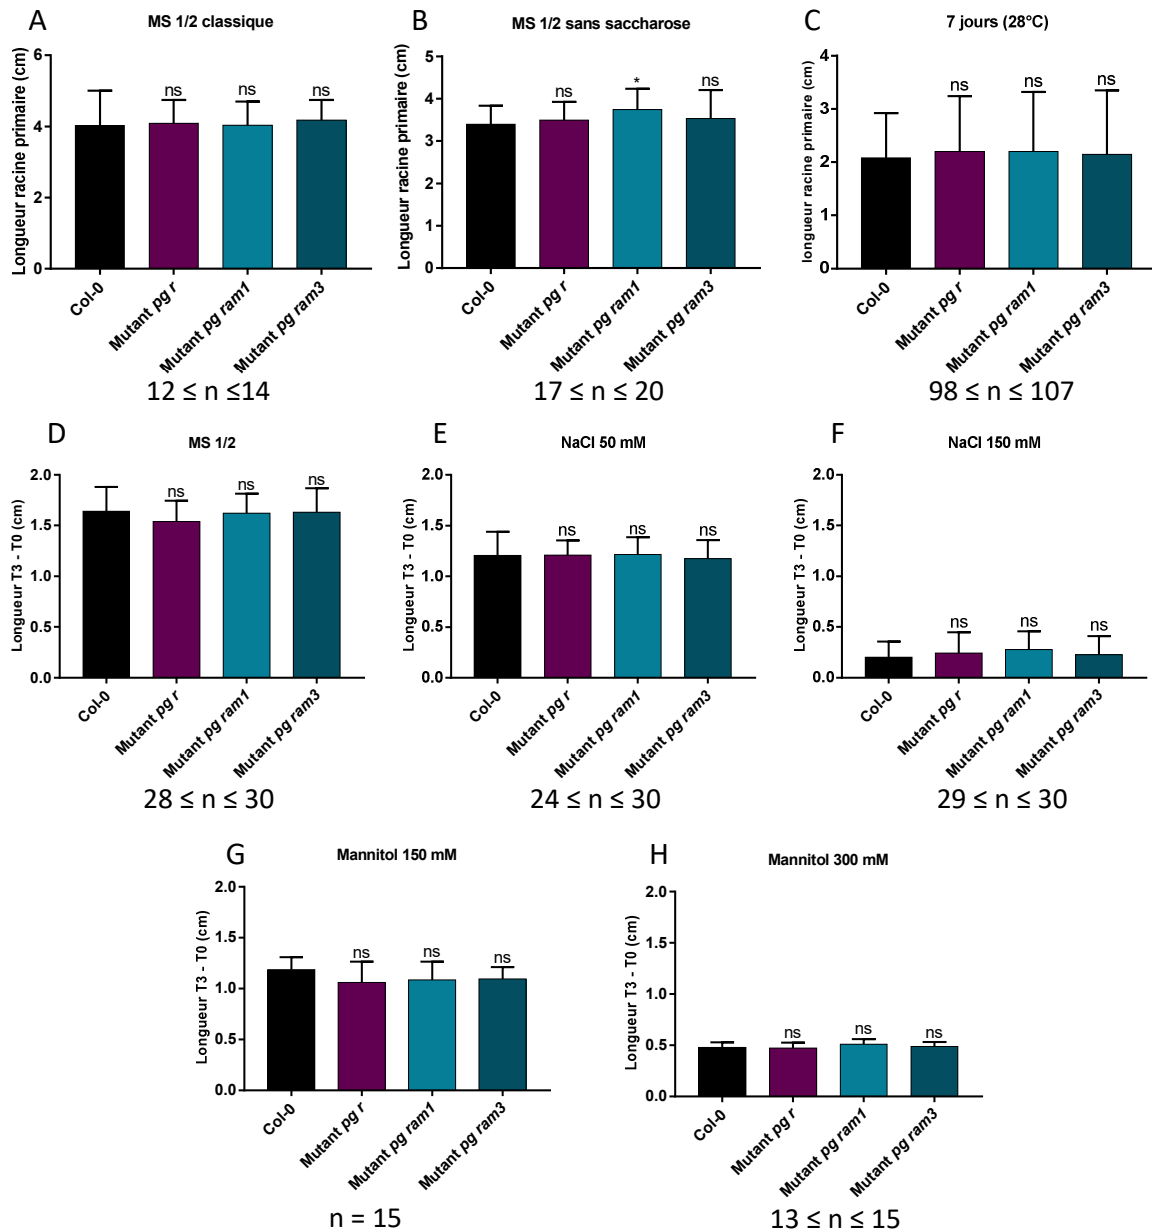 A
MS 1/2 classique
Longueur racine primaire (cm)
6
4
2
0
ns
ns
ns
Col-0
Mutant pg r
Mutant pg ram1
Mutant pg ram3
12 ≤ n ≤14
B
MS 1/2 sans saccharose
Longueur racine primaire (cm)
5
4
3
2
1
0
ns
*
ns
Col-0
Mutant pg r
Mutant pg ram1
Mutant pg ram3
17 ≤ n ≤ 20
C
7 jours (28°C)
longueur racine primaire (cm)
4
3
2
1
0
ns
ns
ns
Col-0
Mutant pg r
Mutant pg ram1
Mutant pg ram3
98 ≤ n ≤ 107
D
MS 1/2
Longueur T3 - T0 (cm)
2.0
1.5
1.0
0.5
0.0
ns
ns
ns
Col-0
Mutant pg r
Mutant pg ram1
Mutant pg ram3
28 ≤ n ≤ 30
E
NaCl 50 mM
Longueur T3 - T0 (cm)
2.0
1.5
1.0
0.5
0.0
ns
ns
ns
Col-0
Mutant pg r
Mutant pg ram1
Mutant pg ram3
24 ≤ n ≤ 30
F
NaCl 150 mM
Longueur T3 - T0 (cm)
2.0
1.5
1.0
0.5
0.0
ns
ns
ns
Col-0
Mutant pg r
Mutant pg ram1
Mutant pg ram3
29 ≤ n ≤ 30
G
Mannitol 150 mM
Longueur T3 - T0 (cm)
2.0
1.5
1.0
0.5
0.0
ns
ns
ns
Col-0
Mutant pg r
Mutant pg ram1
Mutant pg ram3
n = 15
H
Mannitol 300 mM
Longueur T3 - T0 (cm)
2.0
1.5
1.0
0.5
0.0
ns
ns
ns
Col-0
Mutant pg r
Mutant pg ram1
Mutant pg ram3
13 ≤ n ≤ 15